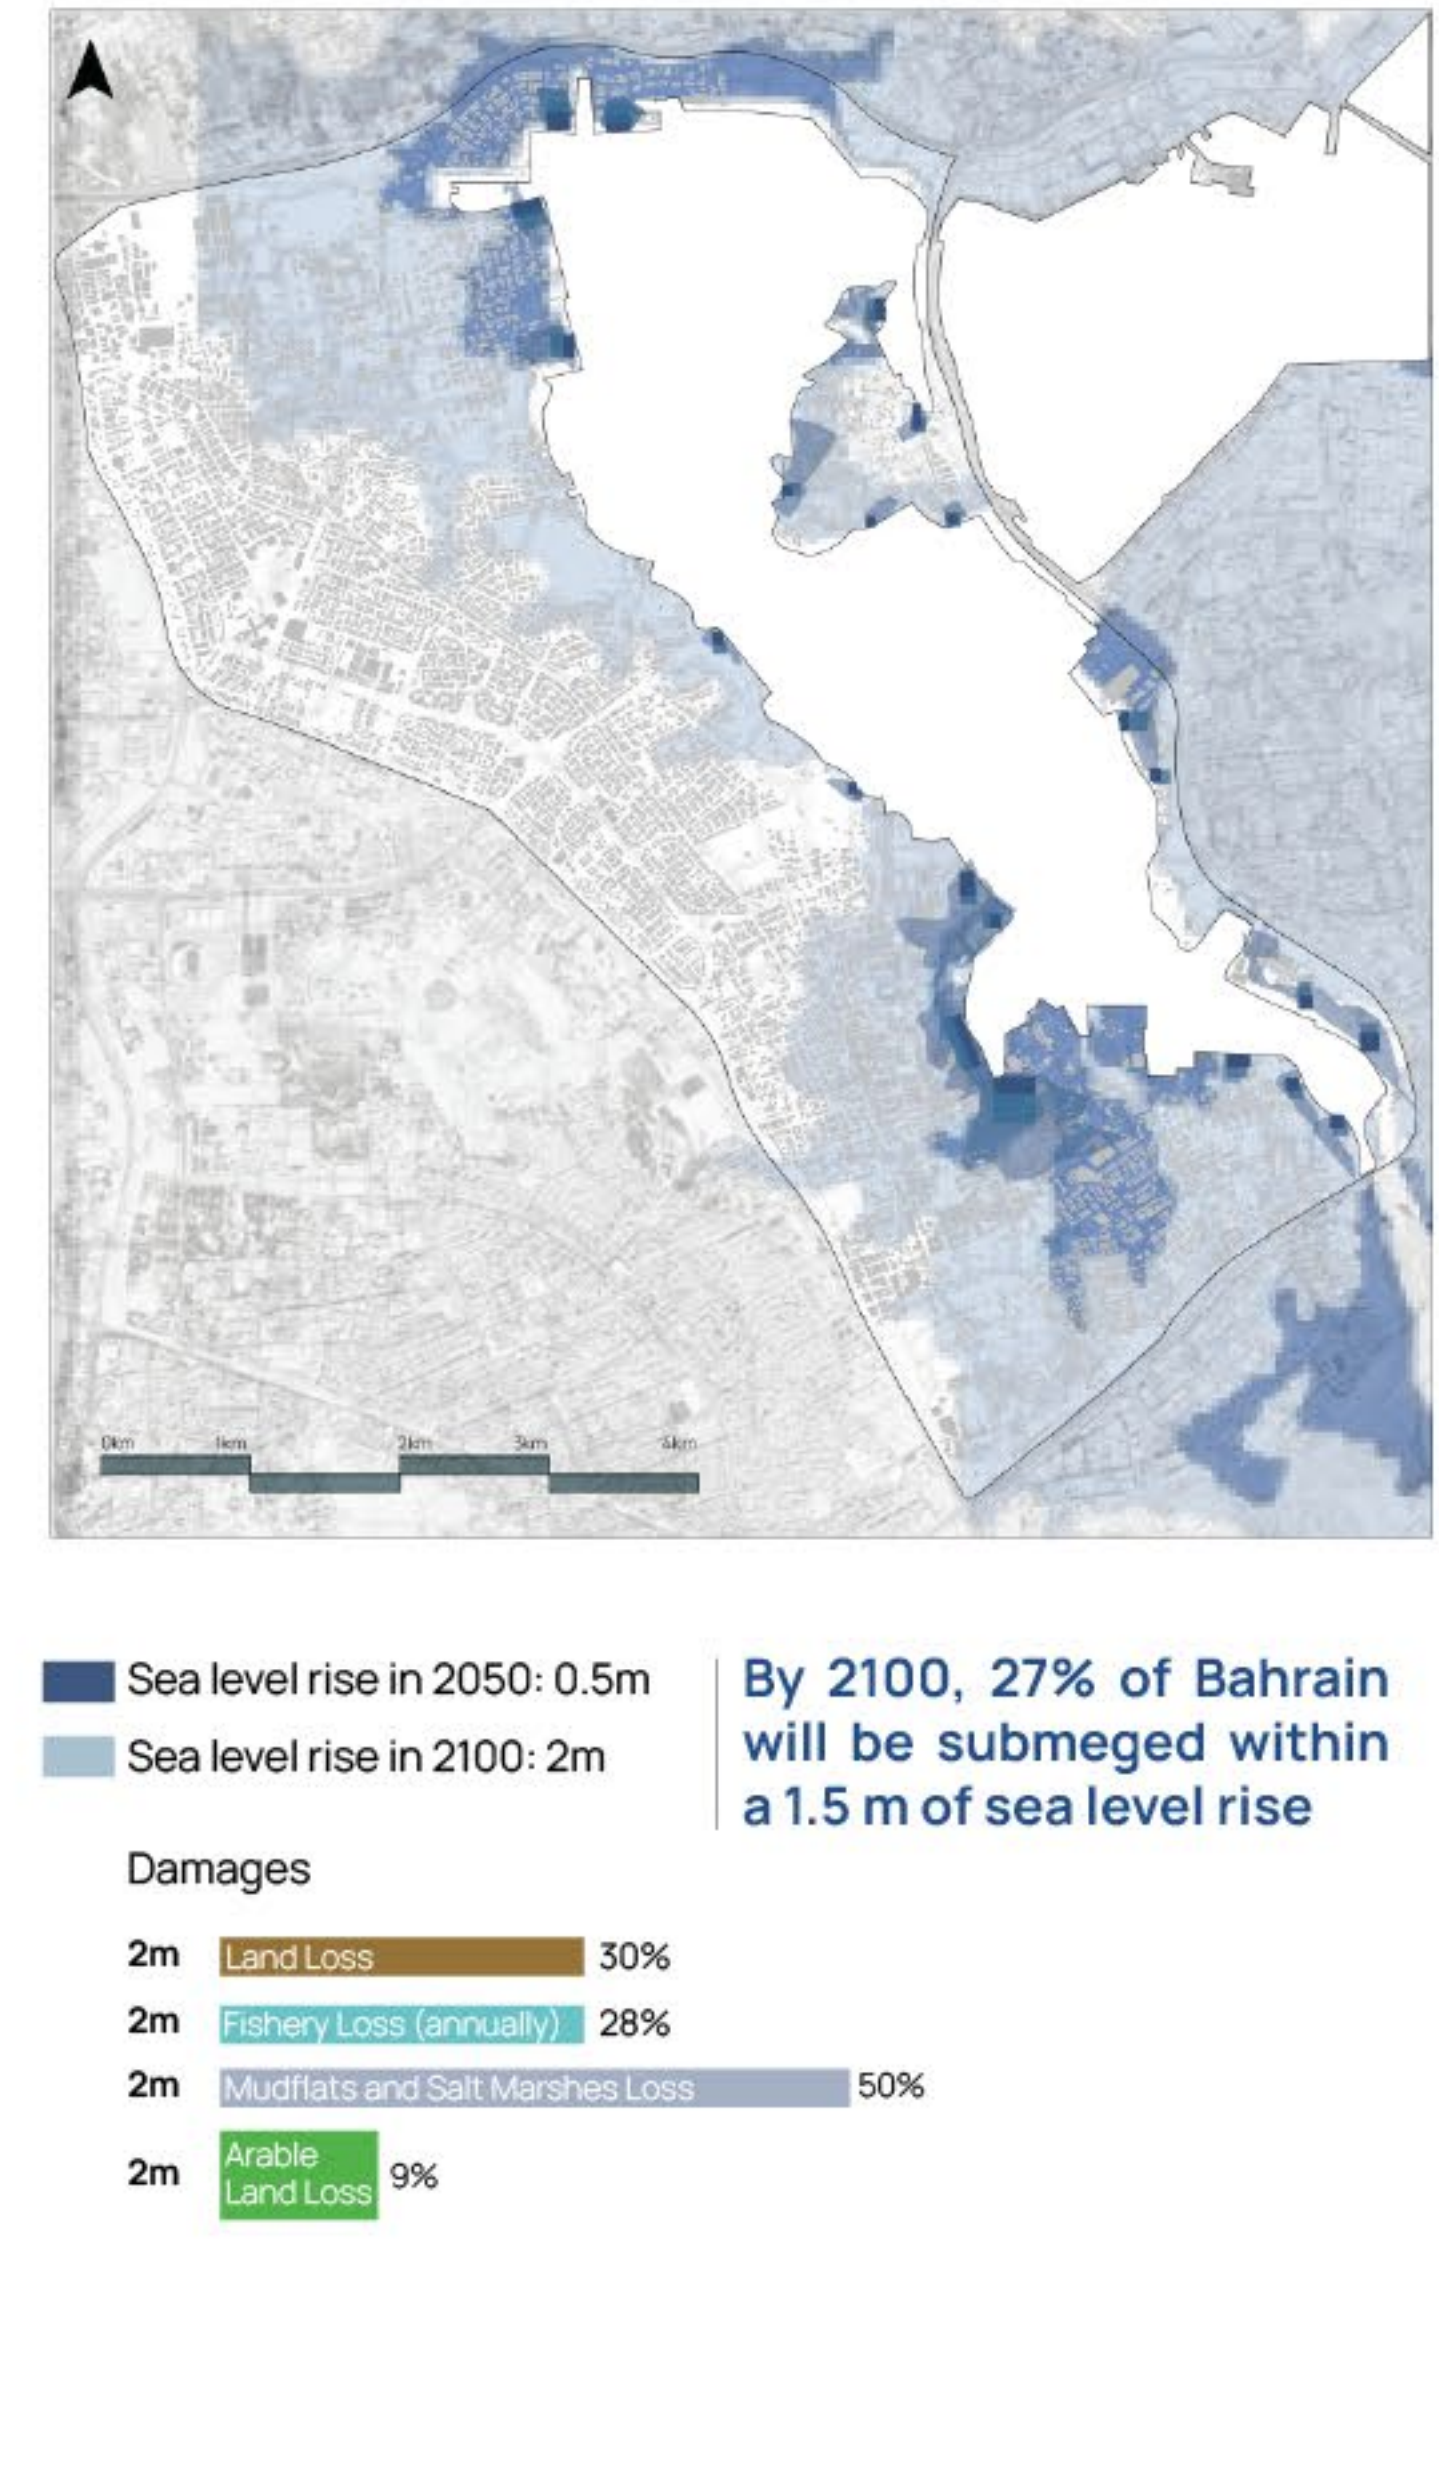 0km 1km 2km 3km 4km
Sea level rise in 2050: 0.5m
Sea level rise in 2100: 2m
By 2100, 27% of Bahrain
will be submeged within
a 1.5 m of sea level rise
Damages
2m Land Loss 30%
2m Fishery Loss (annually) 28%
2m Mudflats and Salt Marshes Loss 50%
2m Arable
Land Loss 9%